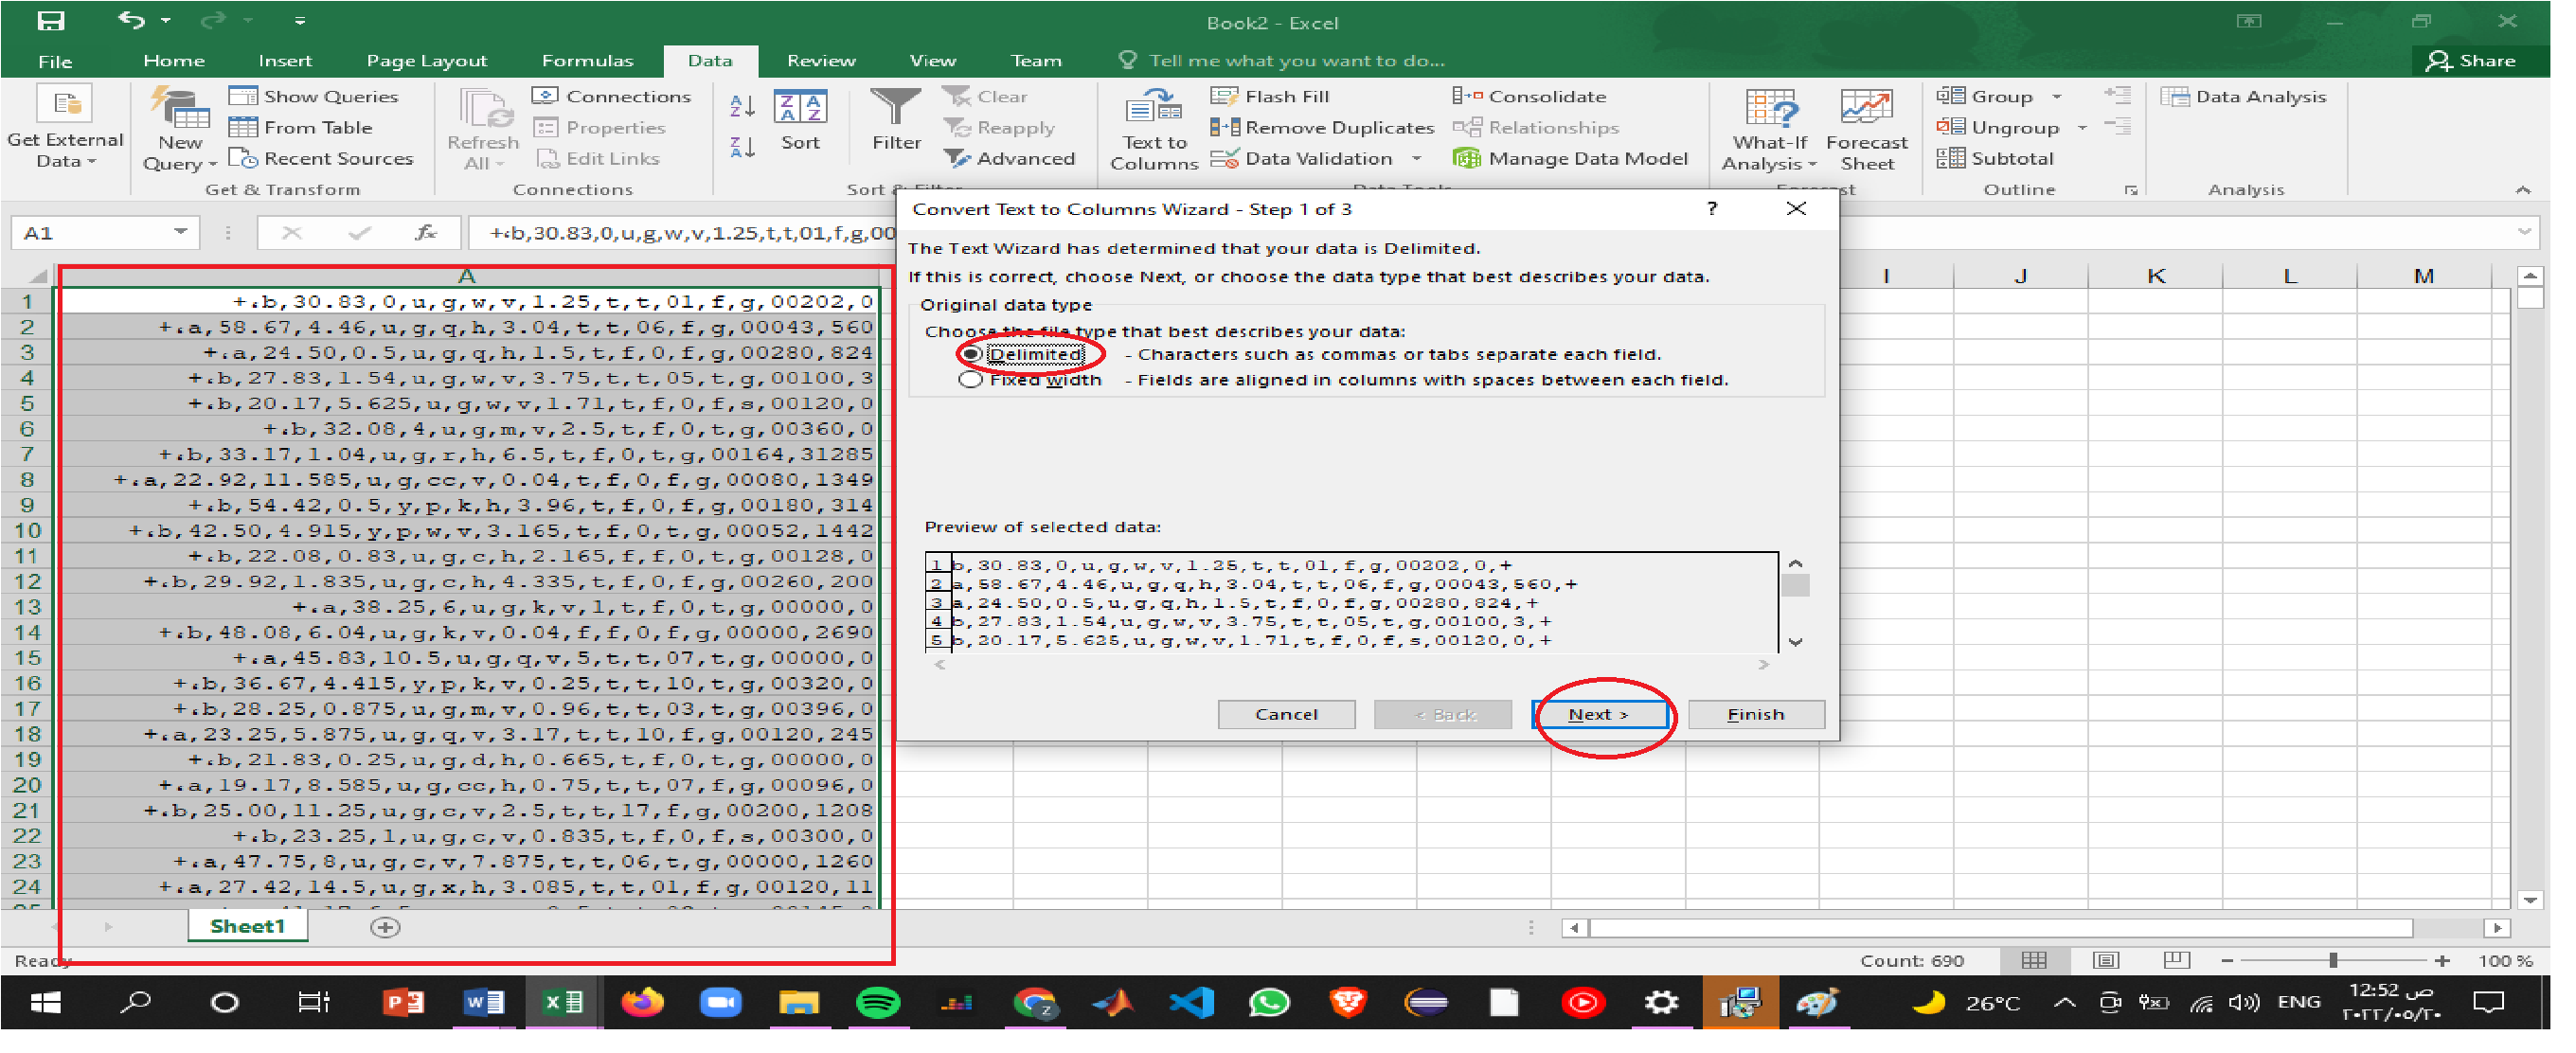 Book2 - Excel
File Home Insert Page Layout Formulas Data Review View Team Tell me what you want to do... Share
Get External Data
New Query
Show Queries
From Table
Recent Sources
Get & Transform
Refresh All
Connections
Properties
Edit Links
Connections
Sort
Filter
Clear
Reapply
Advanced
Sort &
Text to Columns
Flash Fill
Remove Duplicates
Data Validation
Consolidate
Relationships
Manage Data Model
What-If Analysis
Forecast Sheet
Group
Ungroup
Subtotal
Outline
Data Analysis
Analysis
A1 fx +،b,30.83,0,u,g,w,v,1.25,t,t,01,f,g,00
A I J K L M
1 +،b,30.83,0,u,g,w,v,1.25,t,t,01,f,g,00202,0
2 +،a,58.67,4.46,u,g,q,h,3.04,t,t,06,f,g,00043,560
3 +،a,24.50,0.5,u,g,q,h,1.5,t,f,0,f,g,00280,824
4 +،b,27.83,1.54,u,g,w,v,3.75,t,t,05,t,g,00100,3
5 +،b,20.17,5.625,u,g,w,v,1.71,t,f,0,f,s,00120,0
6 +،b,32.08,4,u,g,m,v,2.5,t,f,0,t,g,00360,0
7 +،b,33.17,1.04,u,g,r,h,6.5,t,f,0,t,g,00164,31285
8 +،a,22.92,11.585,u,g,cc,v,0.04,t,f,0,f,g,00080,1349
9 +،b,54.42,0.5,y,p,k,h,3.96,t,f,0,f,g,00180,314
10 +،b,42.50,4.915,y,p,w,v,3.165,t,f,0,t,g,00052,1442
11 +،b,22.08,0.83,u,g,c,h,2.165,f,f,0,t,g,00128,0
12 +،b,29.92,1.835,u,g,c,h,4.335,t,f,0,f,g,00260,200
13 +،a,38.25,6,u,g,k,v,1,t,f,0,t,g,00000,0
14 +،b,48.08,6.04,u,g,k,v,0.04,f,f,0,f,g,00000,2690
15 +،a,45.83,10.5,u,g,q,v,5,t,t,07,t,g,00000,0
16 +،b,36.67,4.415,y,p,k,v,0.25,t,t,10,t,g,00320,0
17 +،b,28.25,0.875,u,g,m,v,0.96,t,t,03,t,g,00396,0
18 +،a,23.25,5.875,u,g,q,v,3.17,t,t,10,f,g,00120,245
19 +،b,21.83,0.25,u,g,d,h,0.665,t,f,0,t,g,00000,0
20 +،a,19.17,8.585,u,g,cc,h,0.75,t,t,07,f,g,00096,0
21 +،b,25.00,11.25,u,g,c,v,2.5,t,t,17,f,g,00200,1208
22 +،b,23.25,1,u,g,c,v,0.835,t,f,0,f,s,00300,0
23 +،a,47.75,8,u,g,c,v,7.875,t,t,06,t,g,00000,1260
24 +،a,27.42,14.5,u,g,x,h,3.085,t,t,01,f,g,00120,11
Convert Text to Columns Wizard - Step 1 of 3 ?
The Text Wizard has determined that your data is Delimited.
If this is correct, choose Next, or choose the data type that best describes your data.
Original data type
Choose the file type that best describes your data:
Delimited - Characters such as commas or tabs separate each field.
Fixed width - Fields are aligned in columns with spaces between each field.
Preview of selected data:
1 b,30.83,0,u,g,w,v,1.25,t,t,01,f,g,00202,0,+
2 a,58.67,4.46,u,g,q,h,3.04,t,t,06,f,g,00043,560,+
3 a,24.50,0.5,u,g,q,h,1.5,t,f,0,f,g,00280,824,+
4 b,27.83,1.54,u,g,w,v,3.75,t,t,05,t,g,00100,3,+
5 b,20.17,5.625,u,g,w,v,1.71,t,f,0,f,s,00120,0,+
Cancel < Back Next > Finish
Sheet1
Ready Count: 690 100 %
26°C ENG 12:52 ص
٢٠٢٢/٠٥/٢٠